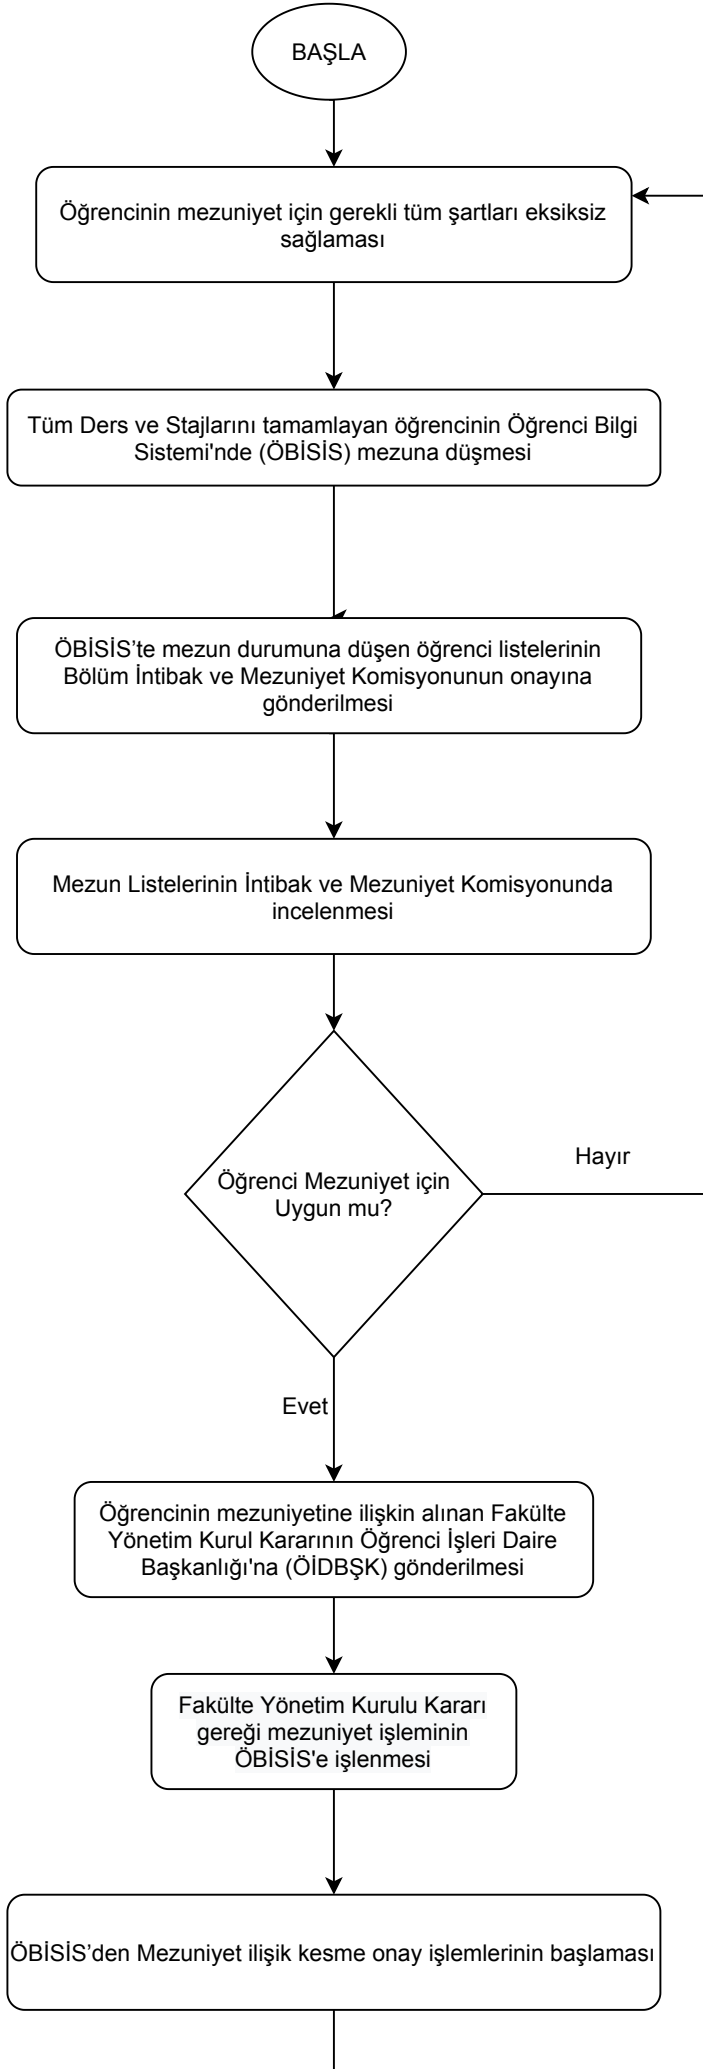 BAŞLA
Öğrencinin mezuniyet için gerekli tüm şartları eksiksiz
sağlaması
Tüm Ders ve Stajlarını tamamlayan öğrencinin Öğrenci Bilgi
Sistemi'nde (ÖBİSİS) mezuna düşmesi
ÖBİSİS’te mezun durumuna düşen öğrenci listelerinin
Bölüm İntibak ve Mezuniyet Komisyonunun onayına
gönderilmesi
Mezun Listelerinin İntibak ve Mezuniyet Komisyonunda
incelenmesi
Öğrenci Mezuniyet için
Uygun mu?
Hayır
Evet
Öğrencinin mezuniyetine ilişkin alınan Fakülte
Yönetim Kurul Kararının Öğrenci İşleri Daire
Başkanlığı'na (ÖİDBŞK) gönderilmesi
Fakülte Yönetim Kurulu Kararı
gereği mezuniyet işleminin
ÖBİSİS'e işlenmesi
ÖBİSİS’den Mezuniyet ilişik kesme onay işlemlerinin başlaması